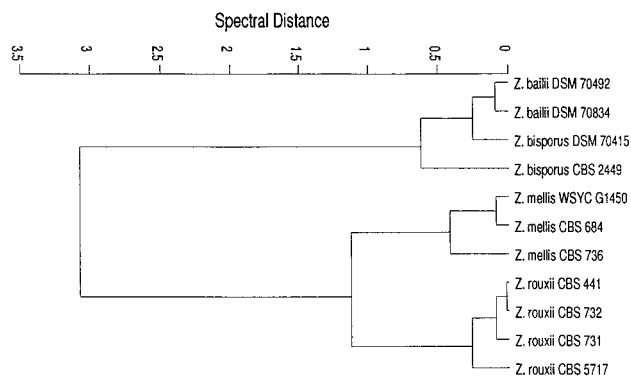 Spectral Distance
3.5 3 2.5 2 1.5 1 0.5 0
Z. bailii DSM 70492
Z. bailii DSM 70834
Z. bisporus DSM 70415
Z. bisporus CBS 2449
Z. mellis WSYC G1450
Z. mellis CBS 684
Z. mellis CBS 736
Z. rouxii CBS 441
Z. rouxii CBS 732
Z. rouxii CBS 731
Z. rouxii CBS 5717